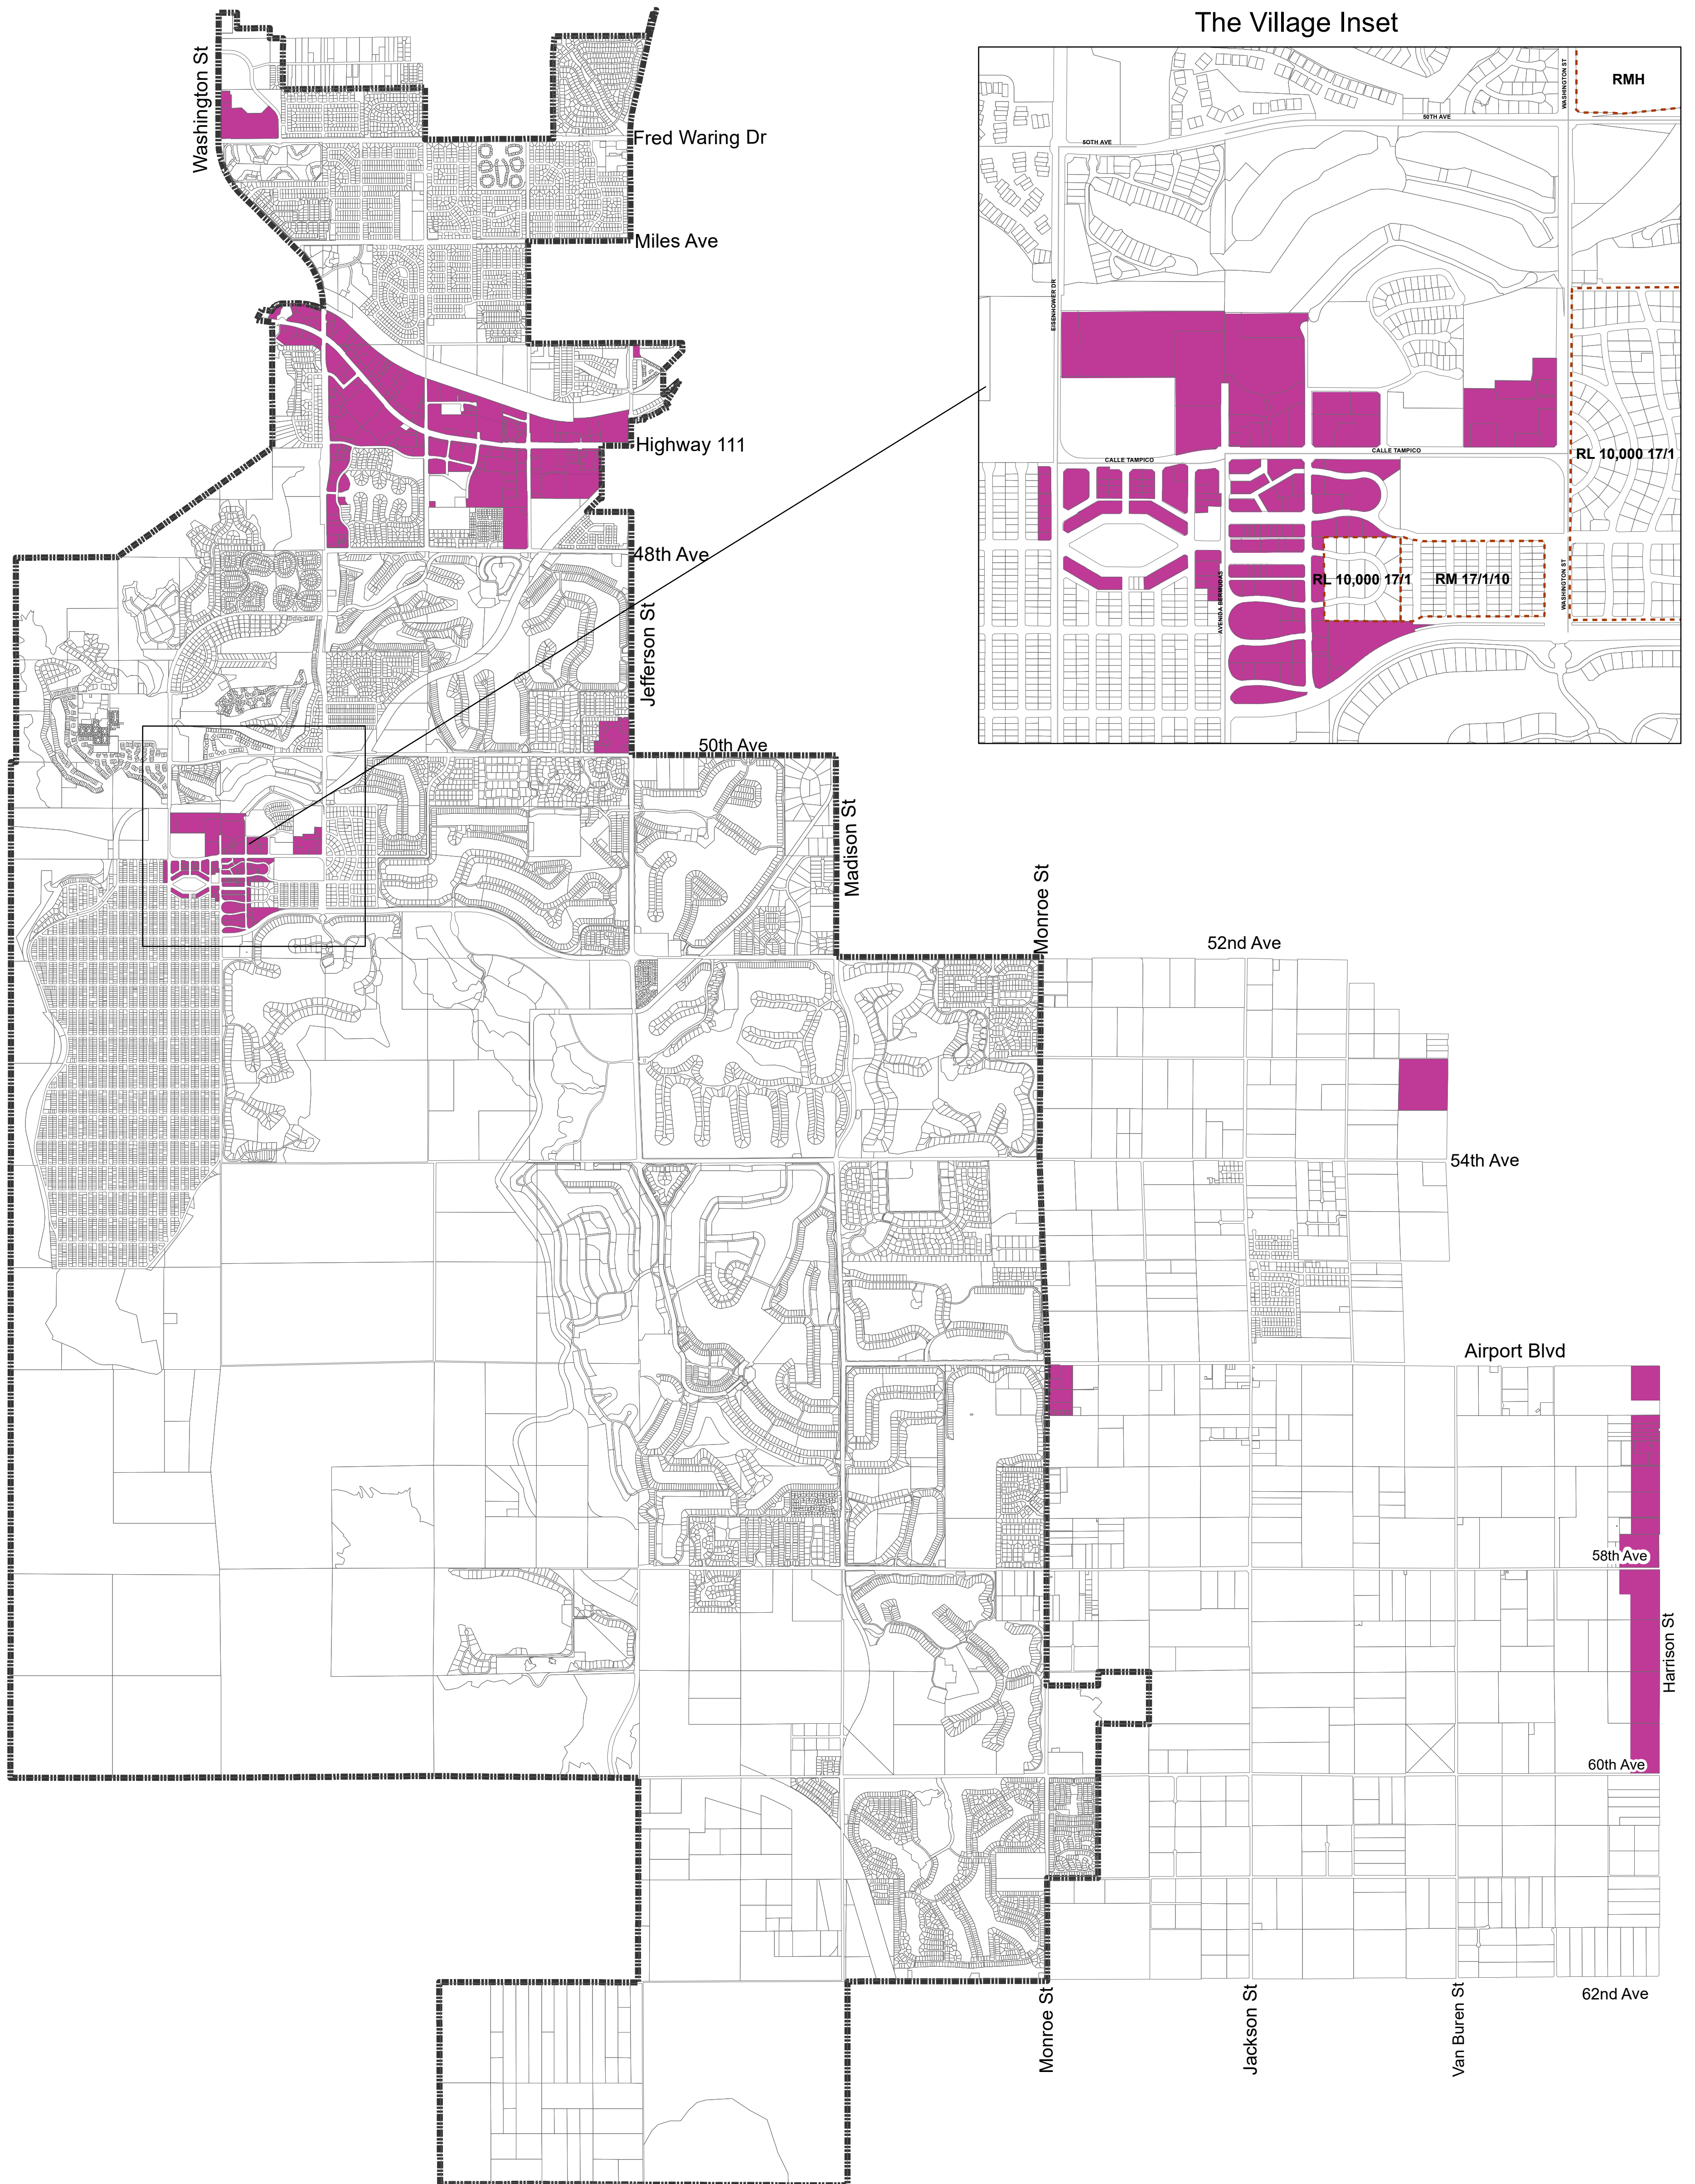 The Village Inset
Washington St
WASHINGTON ST
RMH
50TH AVE
50TH AVE
Fred Waring Dr
Miles Ave
EISENHOWER DR
Highway 111
CALLE TAMPICO
CALLE TAMPICO
RL 10,000 17/1
48th Ave
RL 10,000 17/1
RM 17/1/10
AVENIDA BERMUDAS
WASHINGTON ST
Jefferson St
50th Ave
Madison St
Monroe St
52nd Ave
54th Ave
Airport Blvd
58th Ave
Harrison St
60th Ave
Monroe St
Jackson St
Van Buren St
62nd Ave